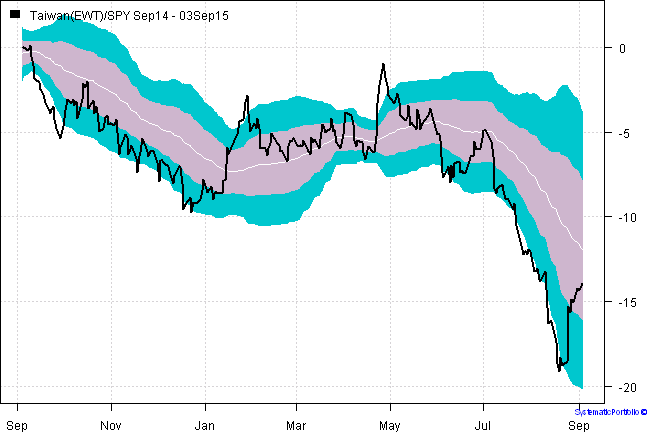 Taiwan(EWT)/SPY Sep14 - 03Sep15
0
-5
-10
-15
-20
Sep Nov Jan Mar May Jul Sep
SystematicPortfolio ©